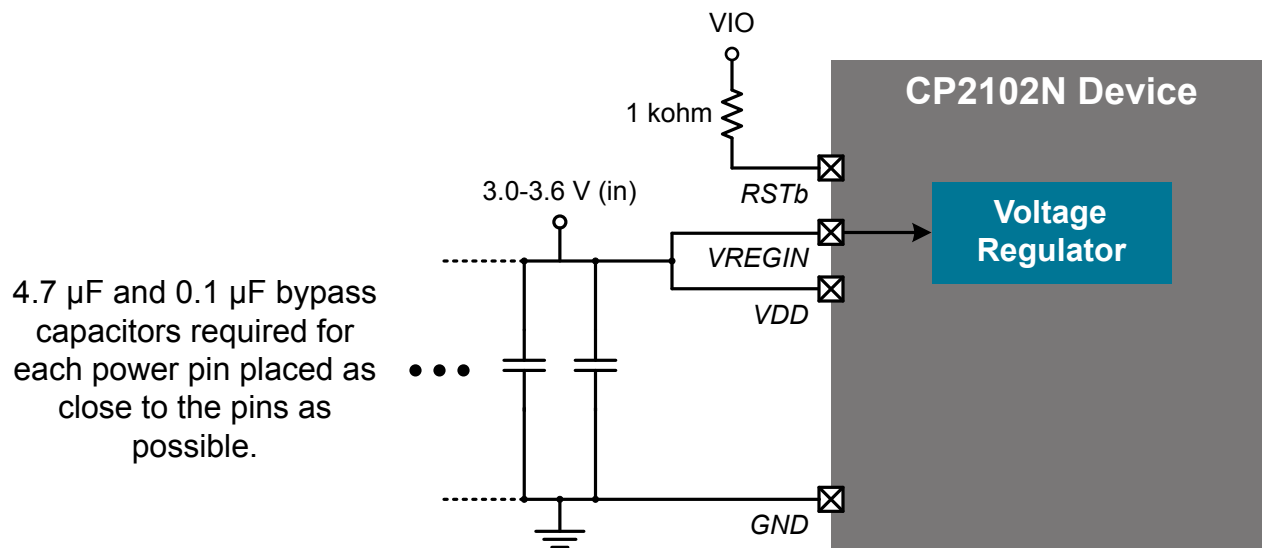 VIO
CP2102N Device
1 kohm
RSTb
3.0-3.6 V (in)
VREGIN
Voltage
Regulator
VDD
4.7 µF and 0.1 µF bypass
capacitors required for
each power pin placed as
close to the pins as
possible.
GND